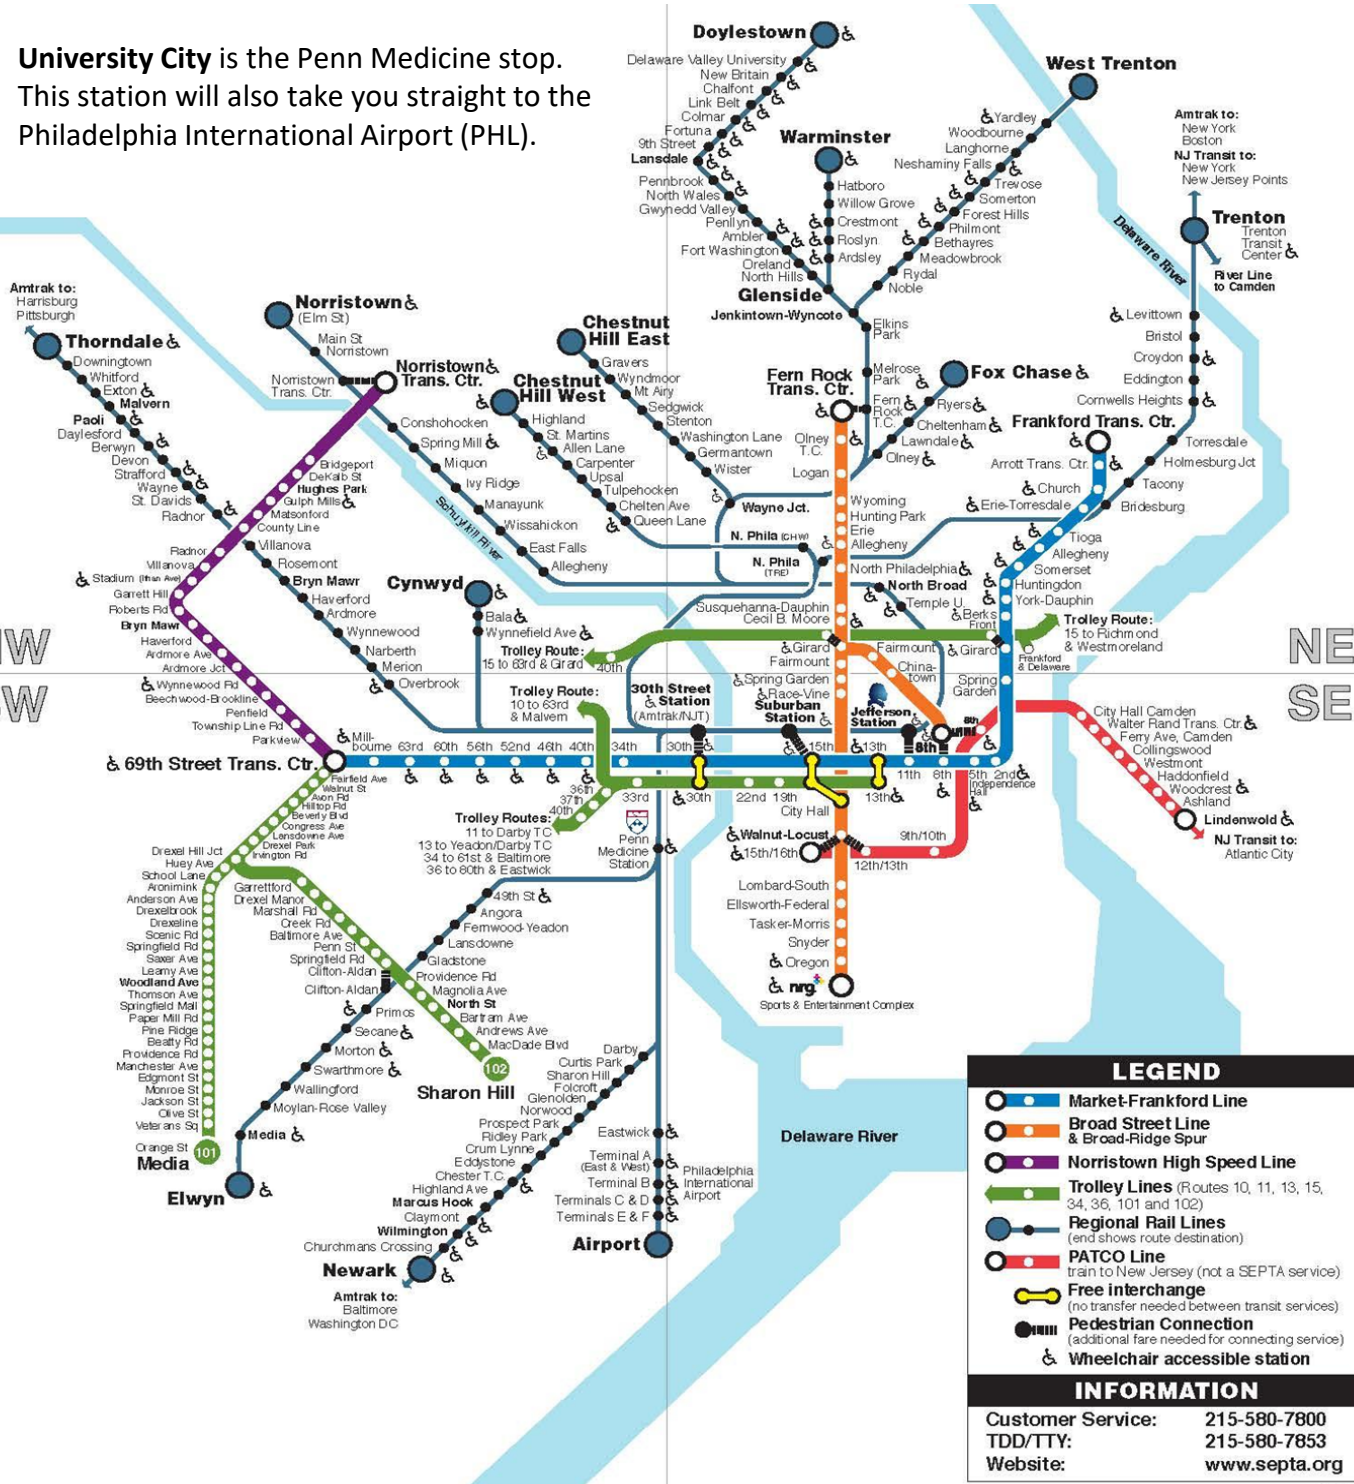 University City is the Penn Medicine stop.
This station will also take you straight to the
Philadelphia International Airport (PHL).
Doylestown
Delaware Valley University
New Britain
Chalfont
Link Belt
Colmar
Fortuna
9th Street
Lansdale
Pennbrook
North Wales
Gwynedd Valley
Penllyn
Ambler
Fort Washington
Oreland
North Hills
Glenside
Jenkintown-Wyncote
Warminster
Hatboro
Willow Grove
Crestmont
Roslyn
Ardsley
West Trenton
Yardley
Woodbourne
Langhorne
Neshaminy Falls
Trevose
Somerton
Forest Hills
Philmont
Bethayres
Meadowbrook
Rydal
Noble
Elkins
Park
Melrose
Park
Fern
Rock
T.C.
Amtrak to:
New York
Boston
NJ Transit to:
New York
New Jersey Points
Trenton
Trenton
Transit
Center
River Line
to Camden
Delaware River
Levittown
Bristol
Croydon
Eddington
Cornwells Heights
Torresdale
Holmesburg Jct
Tacony
Bridesburg
Amtrak to:
Harrisburg
Pittsburgh
Thorndale
Downingtown
Whitford
Exton
Malvern
Paoli
Daylesford
Berwyn
Devon
Strafford
Wayne
St. Davids
Radnor
Villanova
Rosemont
Bryn Mawr
Haverford
Ardmore
Wynnewood
Narberth
Merion
Overbrook
Norristown
(Elm St)
Main St
Norristown
Norristown
Trans. Ctr.
Norristown
Trans. Ctr.
Conshohocken
Spring Mill
Miquon
Ivy Ridge
Manayunk
Wissahickon
East Falls
Allegheny
Schuylkill River
Bridgeport
DeKalb St
Hughes Park
Gulph Mills
Matsonford
County Line
Radnor
Villanova
Stadium (Ithan Ave)
Garrett Hill
Roberts Rd
Bryn Mawr
Haverford
Ardmore Ave
Ardmore Jct
Wynnewood Rd
Beechwood-Brookline
Penfield
Township Line Rd
Parkview
69th Street Trans. Ctr.
Chestnut
Hill East
Gravers
Wyndmoor
Mt Airy
Sedgwick
Stenton
Washington Lane
Germantown
Wister
Wayne Jct.
Chestnut
Hill West
Highland
St. Martins
Allen Lane
Carpenter
Upsal
Tulpehocken
Chelten Ave
Queen Lane
N. Phila (CHW)
N. Phila
(TRE)
Cynwyd
Bala
Wynnefield Ave
Fern Rock
Trans. Ctr.
Olney
T.C.
Logan
Wyoming
Hunting Park
Erie
Allegheny
North Philadelphia
North Broad
Temple U.
Susquehanna-Dauphin
Cecil B. Moore
Girard
Fairmount
Spring Garden
Race-Vine
Fairmount
China-
town
Fox Chase
Ryers
Cheltenham
Lawndale
Olney
Frankford Trans. Ctr.
Arrott Trans. Ctr.
Church
Erie-Torresdale
Tioga
Allegheny
Somerset
Huntingdon
York-Dauphin
Berks
Front
Girard
Spring
Garden
Frankford
& Delaware
Trolley Route:
15 to Richmond
& Westmoreland
Trolley Route:
15 to 63rd & Girard
40th
NW
NE
SW
SE
Trolley Route:
10 to 63rd
& Malvern
30th Street
Station
(Amtrak/NJT)
Suburban
Station
Jefferson
Station
Mill-
bourne
63rd
60th
56th
52nd
46th
40th
34th
30th
15th
13th
11th
8th
8th
8th
5th
Independence
Hall
2nd
36th
37th
40th
33rd
30th
22nd
19th
City Hall
13th
Trolley Routes:
11 to Darby TC
13 to Yeadon/Darby TC
34 to 61st & Baltimore
36 to 80th & Eastwick
Penn
Medicine
Station
Walnut-Locust
15th/16th
12th/13th
9th/10th
Lombard-South
Ellsworth-Federal
Tasker-Morris
Snyder
Oregon
nrg
Sports & Entertainment Complex
City Hall Camden
Walter Rand Trans. Ctr.
Ferry Ave, Camden
Collingswood
Westmont
Haddonfield
Woodcrest
Ashland
Lindenwold
NJ Transit to:
Atlantic City
Fairfield Ave
Walnut St
Avon Rd
Hilltop Rd
Beverly Blvd
Congress Ave
Lansdowne Ave
Drexel Park
Irvington Rd
Drexel Hill Jct
Huey Ave
School Lane
Aronimink
Anderson Ave
Drexelbrook
Drexeline
Scenic Rd
Springfield Rd
Saxer Ave
Leamy Ave
Woodland Ave
Thomson Ave
Springfield Mall
Paper Mill Rd
Pine Ridge
Beatty Rd
Providence Rd
Manchester Ave
Edgmont St
Monroe St
Jackson St
Olive St
Veterans Sq
Orange St
Media
101
Garrettford
Drexel Manor
Marshall Rd
Creek Rd
Baltimore Ave
Penn St
Springfield Rd
Clifton-Aldan
Clifton-Aldan
Providence Rd
Magnolia Ave
North St
Bartram Ave
Andrews Ave
MacDade Blvd
102
Sharon Hill
49th St
Angora
Fernwood-Yeadon
Lansdowne
Gladstone
Primos
Secane
Morton
Swarthmore
Wallingford
Moylan-Rose Valley
Media
Elwyn
Darby
Curtis Park
Sharon Hill
Folcroft
Glenolden
Norwood
Prospect Park
Ridley Park
Crum Lynne
Eddystone
Chester T.C.
Highland Ave
Marcus Hook
Claymont
Wilmington
Churchmans Crossing
Newark
Amtrak to:
Baltimore
Washington DC
Eastwick
Terminal A
(East & West)
Terminal B
Terminals C & D
Terminals E & F
Philadelphia
International
Airport
Airport
Delaware River
LEGEND
Market-Frankford Line
Broad Street Line
& Broad-Ridge Spur
Norristown High Speed Line
Trolley Lines (Routes 10, 11, 13, 15,
34, 36, 101 and 102)
Regional Rail Lines
(end shows route destination)
PATCO Line
train to New Jersey (not a SEPTA service)
Free interchange
(no transfer needed between transit services)
Pedestrian Connection
(additional fare needed for connecting service)
Wheelchair accessible station
INFORMATION
Customer Service: 215-580-7800
TDD/TTY: 215-580-7853
Website: www.septa.org